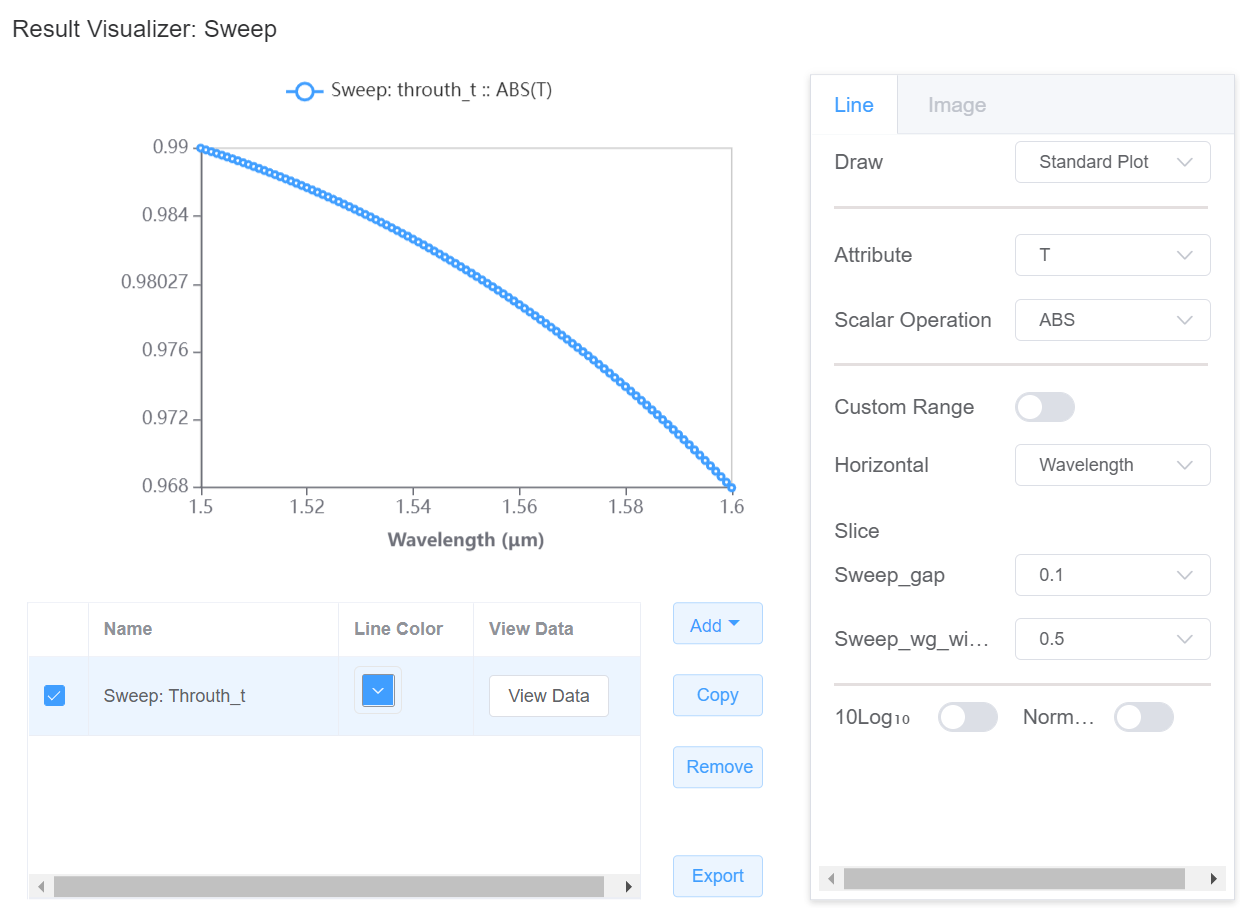 Result Visualizer: Sweep
Sweep: throuth_t :: ABS(T)
0.99
0.984
0.98027
0.976
0.972
0.968
1.5 1.52 1.54 1.56 1.58 1.6
Wavelength (μm)
Name Line Color View Data
Sweep: Throuth_t View Data
Add
Copy
Remove
Export
Line Image
Draw Standard Plot
Attribute T
Scalar Operation ABS
Custom Range
Horizontal Wavelength
Slice
Sweep_gap 0.1
Sweep_wg_wi... 0.5
10Log₁₀ Norm...